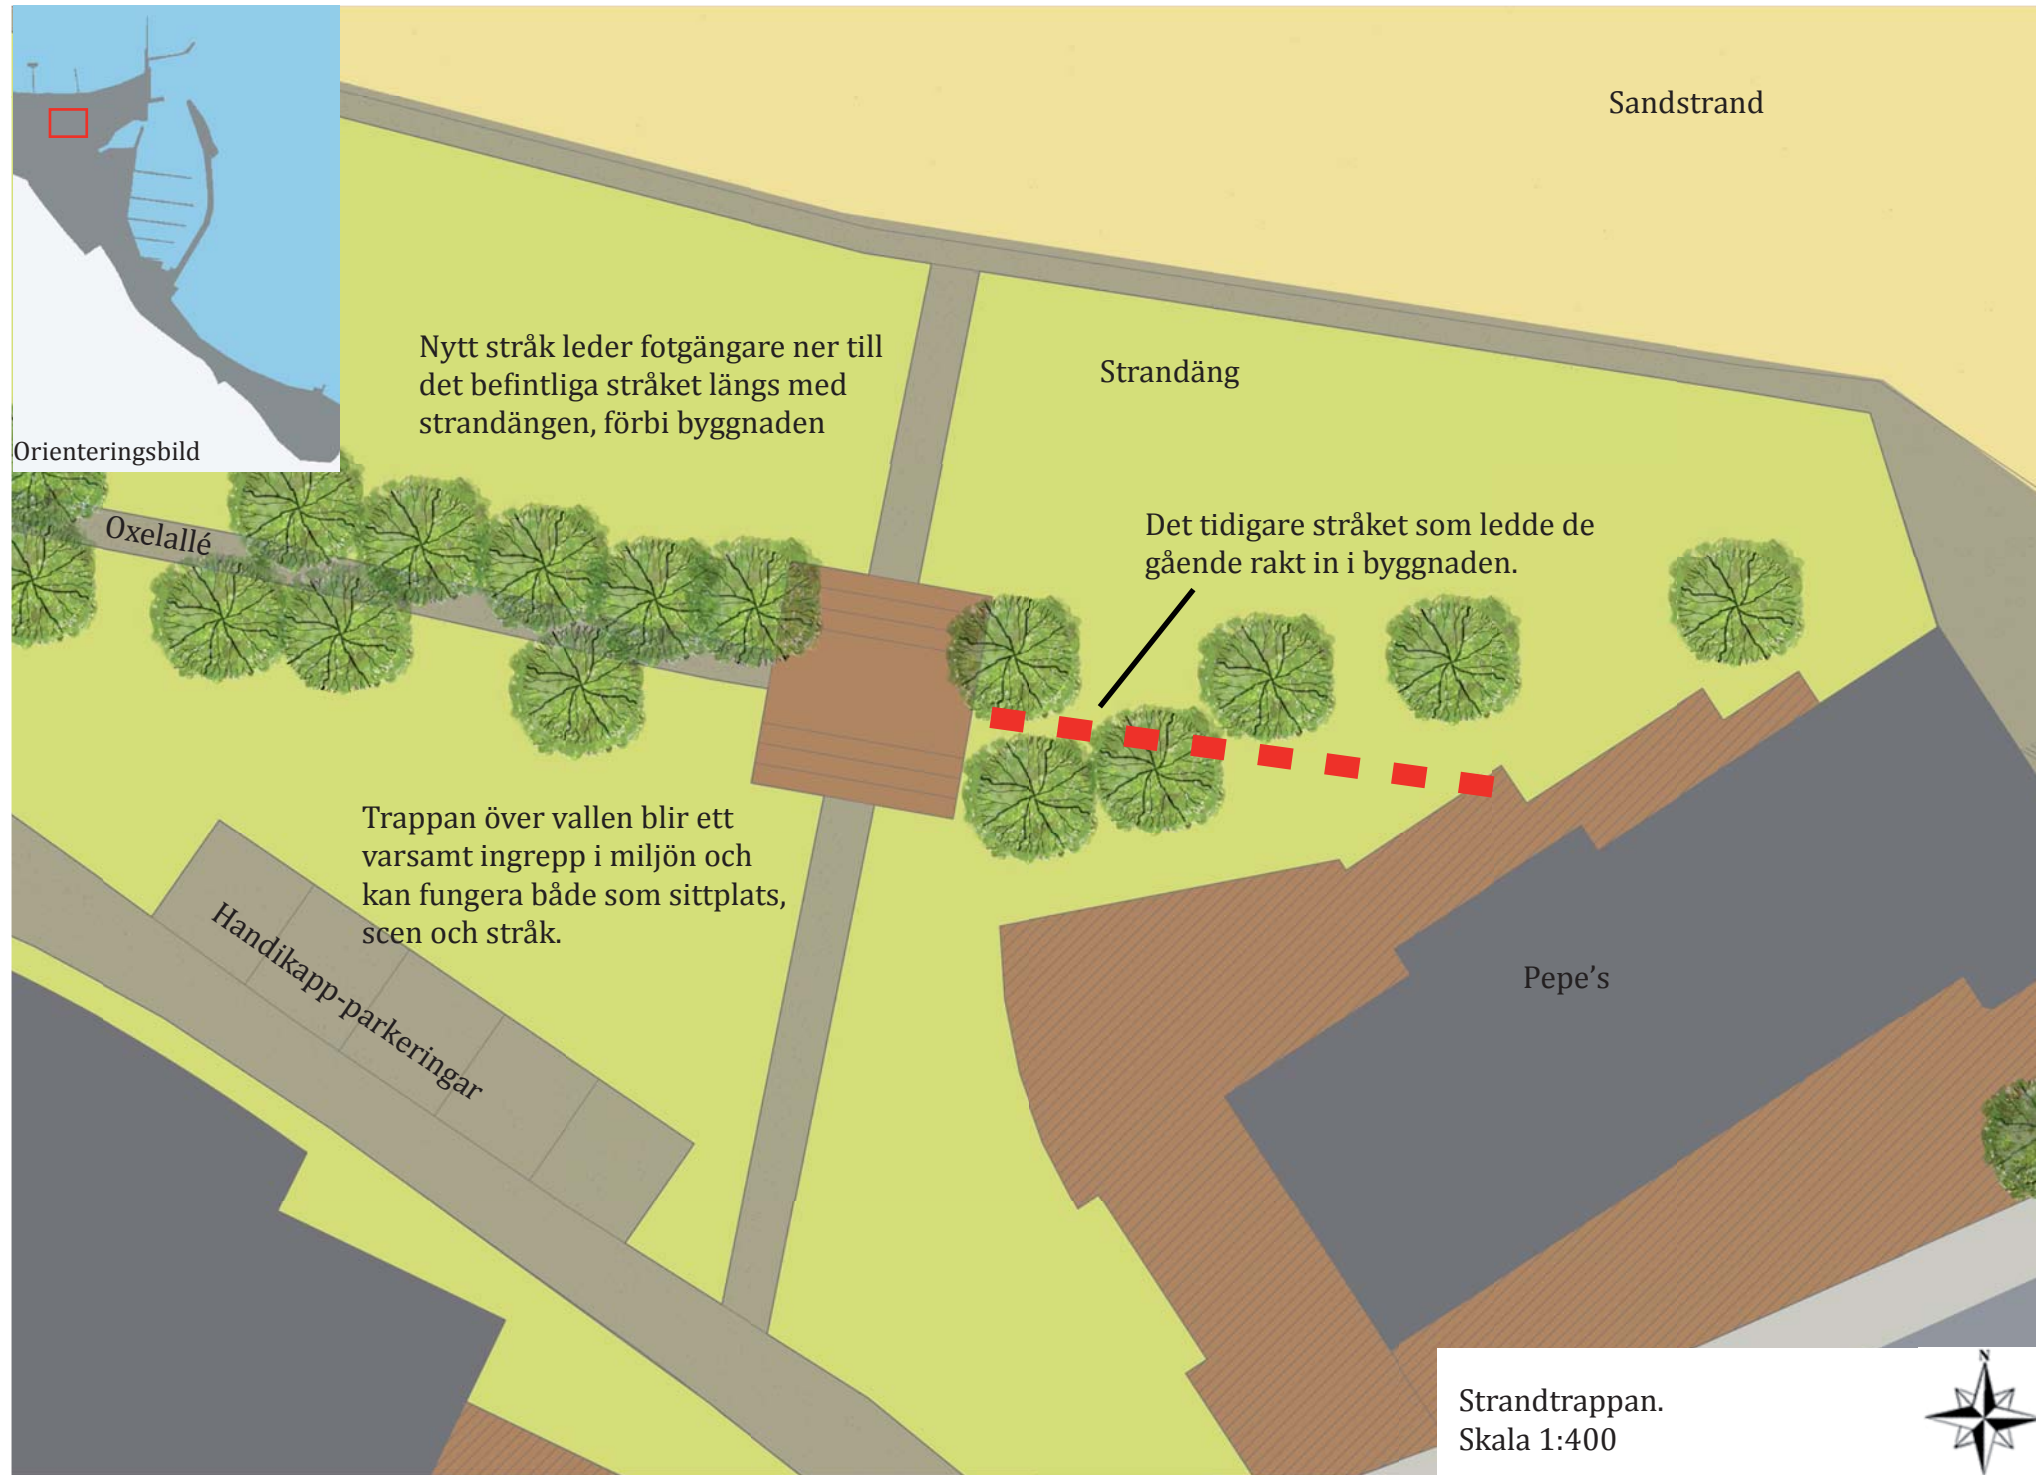 Sandstrand
Nytt stråk leder fotgängare ner till
det befintliga stråket längs med
strandängen, förbi byggnaden
Strandäng
Orienteringsbild
Oxelallé
Det tidigare stråket som ledde de
gående rakt in i byggnaden.
Trappan över vallen blir ett
varsamt ingrepp i miljön och
kan fungera både som sittplats,
scen och stråk.
Handikapp-parkeringar
Pepe's
Strandtrappan.
Skala 1:400
N